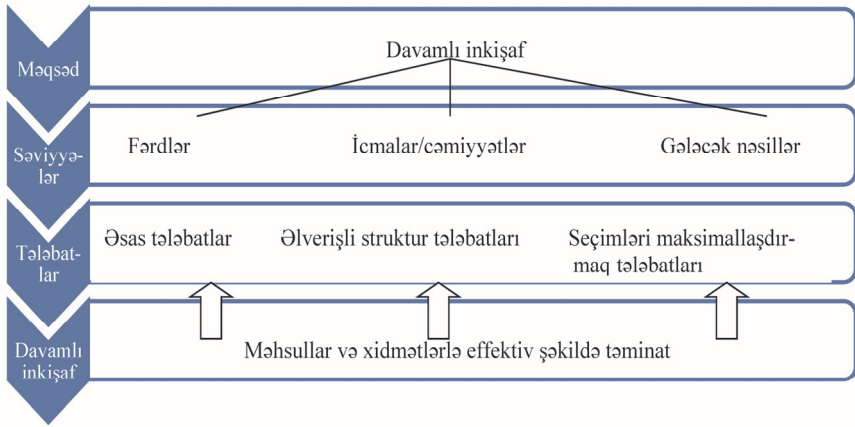 Məqsəd
Davamlı inkişaf
Səviyyə-
lər
Fərdlər
İcmalar/cəmiyyətlər
Gələcək nəsillər
Tələbat-
lar
Əsas tələbatlar
Əlverişli struktur tələbatları
Seçimləri maksimallaşdır-
maq tələbatları
Davamlı
inkişaf
Məhsullar və xidmətlərlə effektiv şəkildə təminat